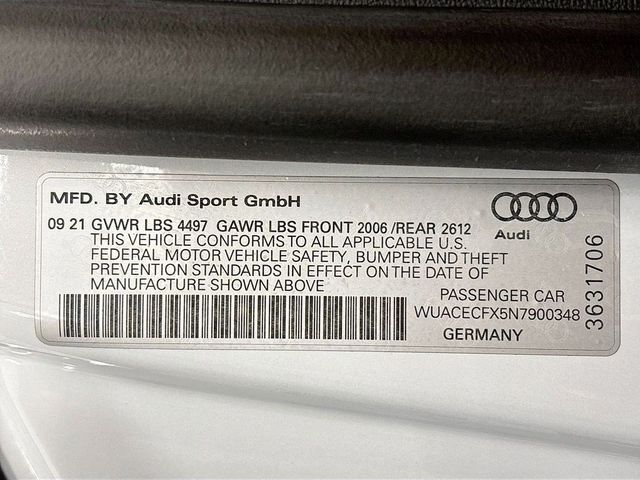 MFD. BY Audi Sport GmbH
Audi
09 21 GVWR LBS 4497 GAWR LBS FRONT 2006 /REAR 2612
THIS VEHICLE CONFORMS TO ALL APPLICABLE U.S.
FEDERAL MOTOR VEHICLE SAFETY, BUMPER AND THEFT
PREVENTION STANDARDS IN EFFECT ON THE DATE OF
MANUFACTURE SHOWN ABOVE
PASSENGER CAR
WUACECFX5N7900348
GERMANY
3631706